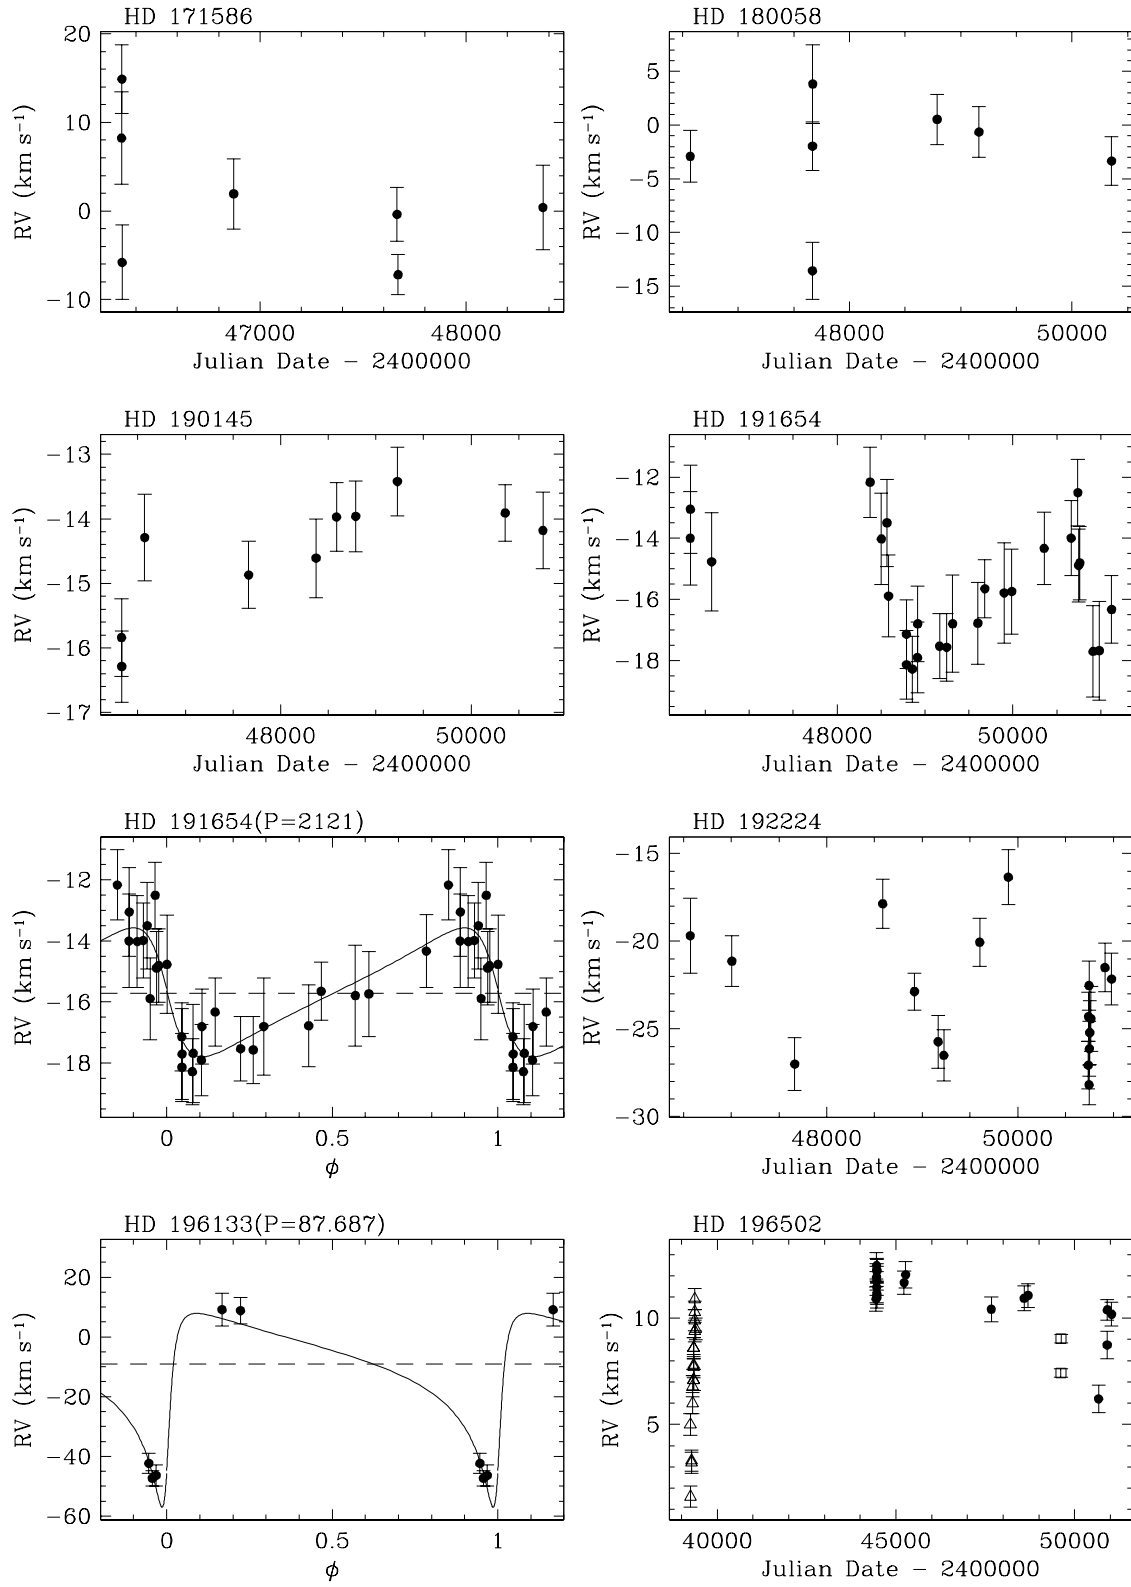 HD 171586
20
10
0
−10
RV (km s⁻¹)
47000 48000
Julian Date − 2400000
HD 180058
5
0
−5
−10
−15
RV (km s⁻¹)
48000 50000
Julian Date − 2400000
HD 190145
−13
−14
−15
−16
−17
RV (km s⁻¹)
48000 50000
Julian Date − 2400000
HD 191654
−12
−14
−16
−18
RV (km s⁻¹)
48000 50000
Julian Date − 2400000
HD 191654(P=2121)
−12
−14
−16
−18
RV (km s⁻¹)
0 0.5 1
ϕ
HD 192224
−15
−20
−25
−30
RV (km s⁻¹)
48000 50000
Julian Date − 2400000
HD 196133(P=87.687)
20
0
−20
−40
−60
RV (km s⁻¹)
0 0.5 1
ϕ
HD 196502
10
5
RV (km s⁻¹)
40000 45000 50000
Julian Date − 2400000